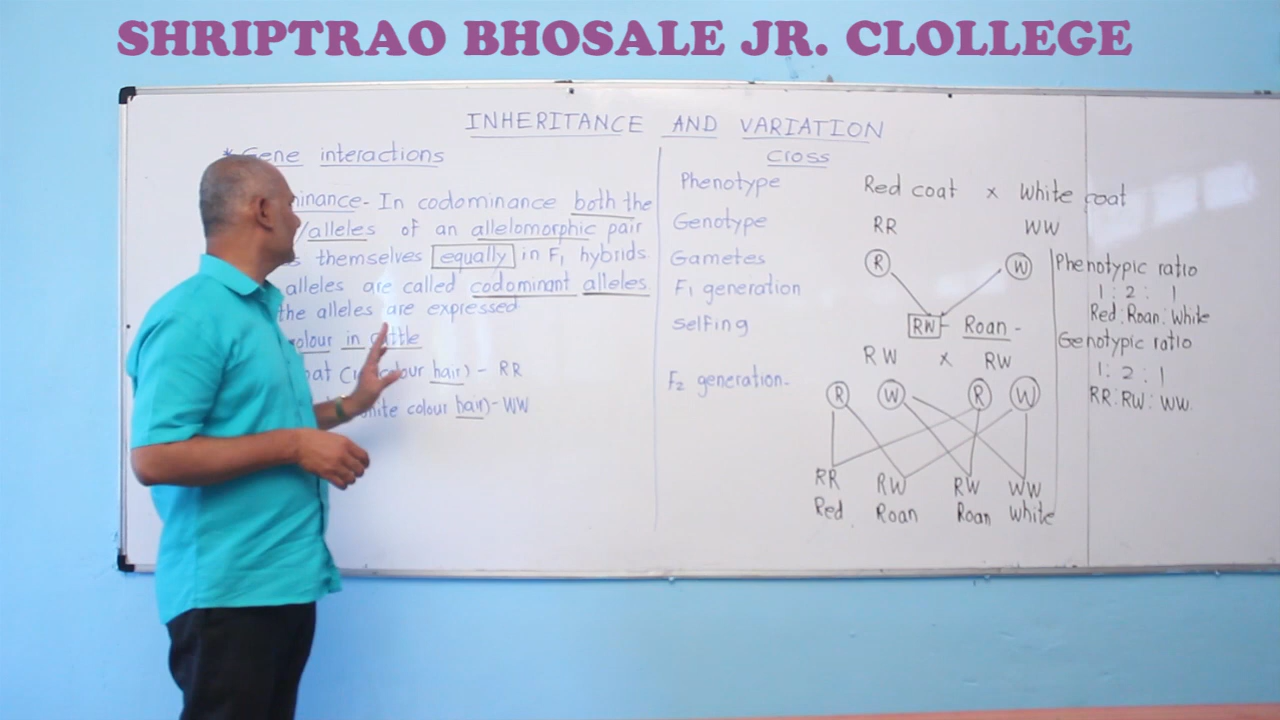 SHRIPTRAO BHOSALE JR. CLOLLEGE
INHERITANCE AND VARIATION
* Gene interactions
minance- In codominance both the
/alleles of an allelomorphic pair
themselves equally in F1 hybrids.
alleles are called codominant alleles.
the alleles are expressed
colour in cattle
colour hair) - RR
white colour hair)- WW
Cross
Phenotype Red coat x White coat
Genotype RR WW
Gametes R W
F1 generation RW - Roan -
Selfing RW x RW
F2 generation- R W R W
RR RW RW WW
Red Roan Roan White
Phenotypic ratio
1 : 2 : 1
Red : Roan : White
Genotypic ratio
1 : 2 : 1
RR : RW : WW